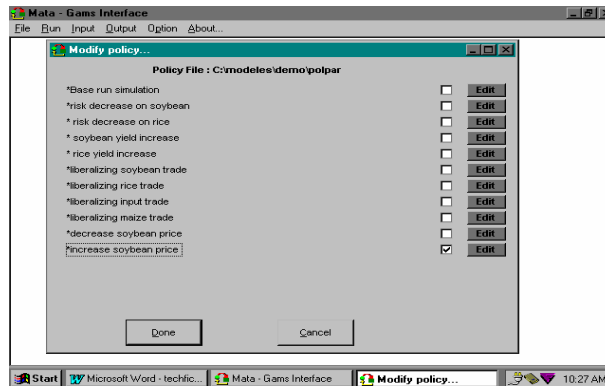 Mata - Gams Interface
File Run Input Output Option About...
Modify policy...
Policy File : C:\modeles\demo\polpar
*Base run simulation Edit
*risk decrease on soybean Edit
* risk decrease on rice Edit
* soybean yield increase Edit
* rice yield increase Edit
*liberalizing soybean trade Edit
*liberalizing rice trade Edit
*liberalizing input trade Edit
*liberalizing maize trade Edit
*decrease soybean price Edit
*increase soybean price Edit
Done Cancel
Start Microsoft Word - techfic... Mata - Gams Interface Modify policy... 10:27 AM